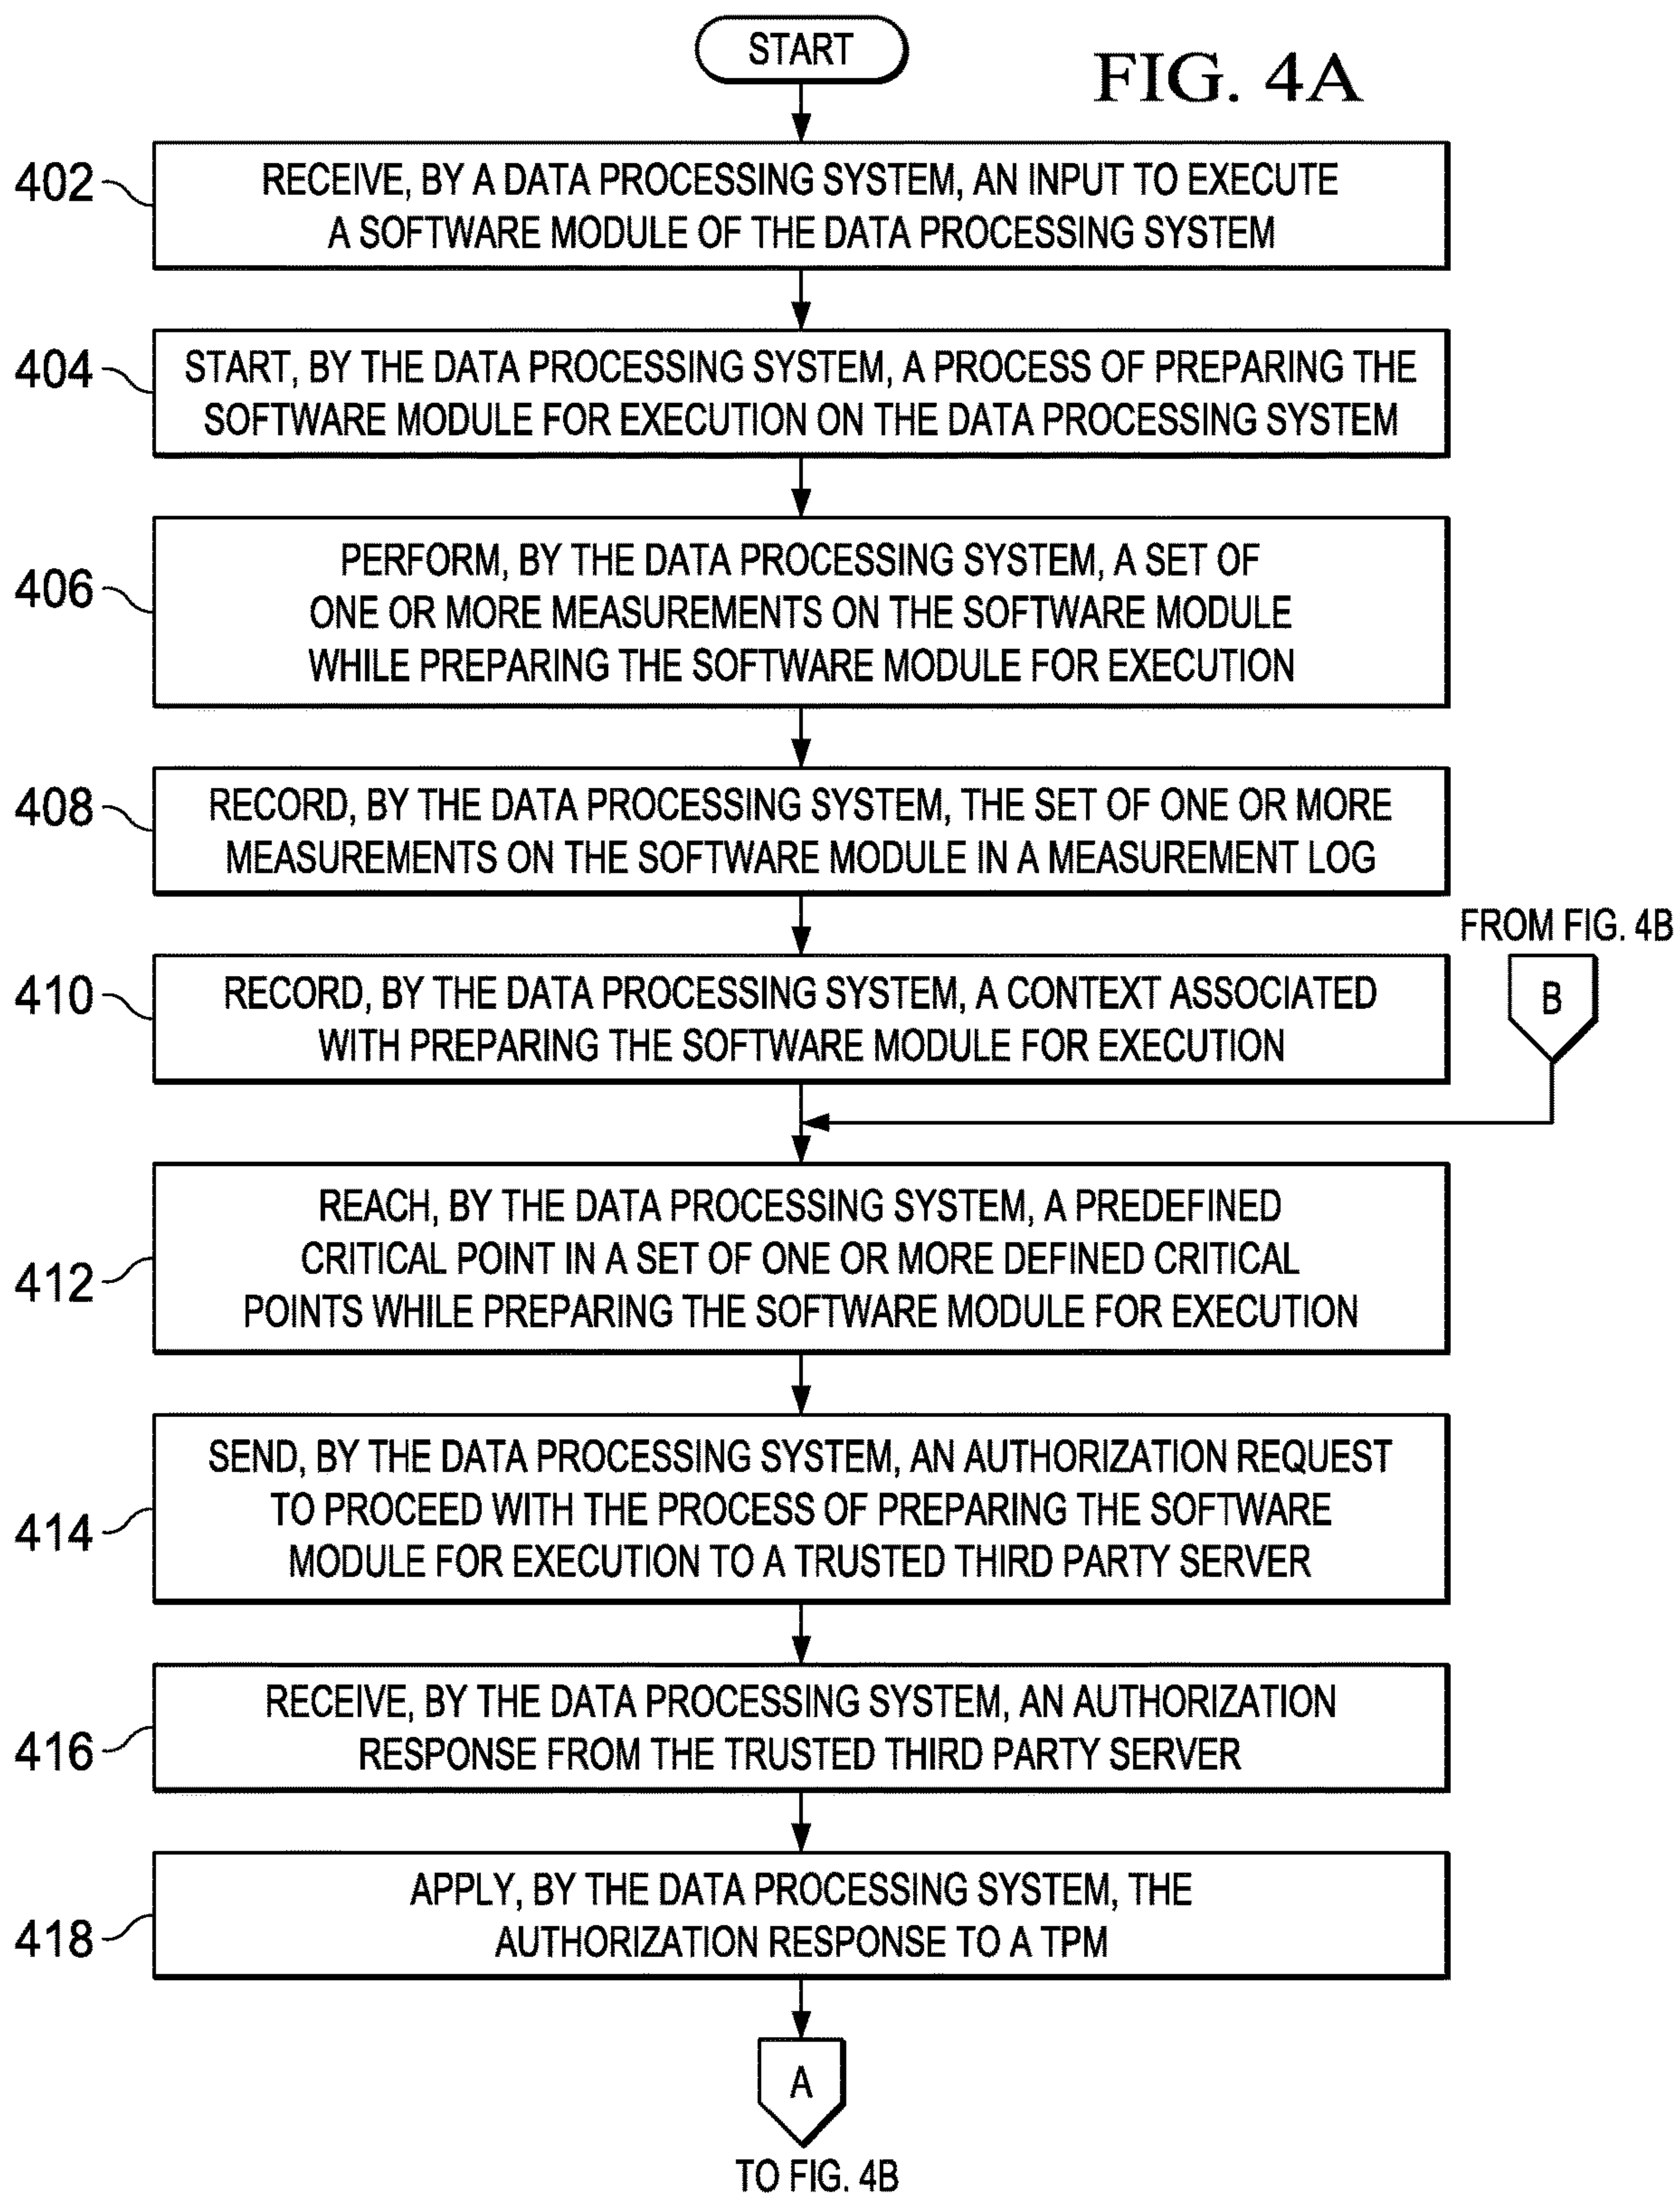 START
FIG. 4A
402
RECEIVE, BY A DATA PROCESSING SYSTEM, AN INPUT TO EXECUTE
A SOFTWARE MODULE OF THE DATA PROCESSING SYSTEM
404
START, BY THE DATA PROCESSING SYSTEM, A PROCESS OF PREPARING THE
SOFTWARE MODULE FOR EXECUTION ON THE DATA PROCESSING SYSTEM
406
PERFORM, BY THE DATA PROCESSING SYSTEM, A SET OF
ONE OR MORE MEASUREMENTS ON THE SOFTWARE MODULE
WHILE PREPARING THE SOFTWARE MODULE FOR EXECUTION
408
RECORD, BY THE DATA PROCESSING SYSTEM, THE SET OF ONE OR MORE
MEASUREMENTS ON THE SOFTWARE MODULE IN A MEASUREMENT LOG
FROM FIG. 4B
B
410
RECORD, BY THE DATA PROCESSING SYSTEM, A CONTEXT ASSOCIATED
WITH PREPARING THE SOFTWARE MODULE FOR EXECUTION
412
REACH, BY THE DATA PROCESSING SYSTEM, A PREDEFINED
CRITICAL POINT IN A SET OF ONE OR MORE DEFINED CRITICAL
POINTS WHILE PREPARING THE SOFTWARE MODULE FOR EXECUTION
414
SEND, BY THE DATA PROCESSING SYSTEM, AN AUTHORIZATION REQUEST
TO PROCEED WITH THE PROCESS OF PREPARING THE SOFTWARE
MODULE FOR EXECUTION TO A TRUSTED THIRD PARTY SERVER
416
RECEIVE, BY THE DATA PROCESSING SYSTEM, AN AUTHORIZATION
RESPONSE FROM THE TRUSTED THIRD PARTY SERVER
418
APPLY, BY THE DATA PROCESSING SYSTEM, THE
AUTHORIZATION RESPONSE TO A TPM
A
TO FIG. 4B